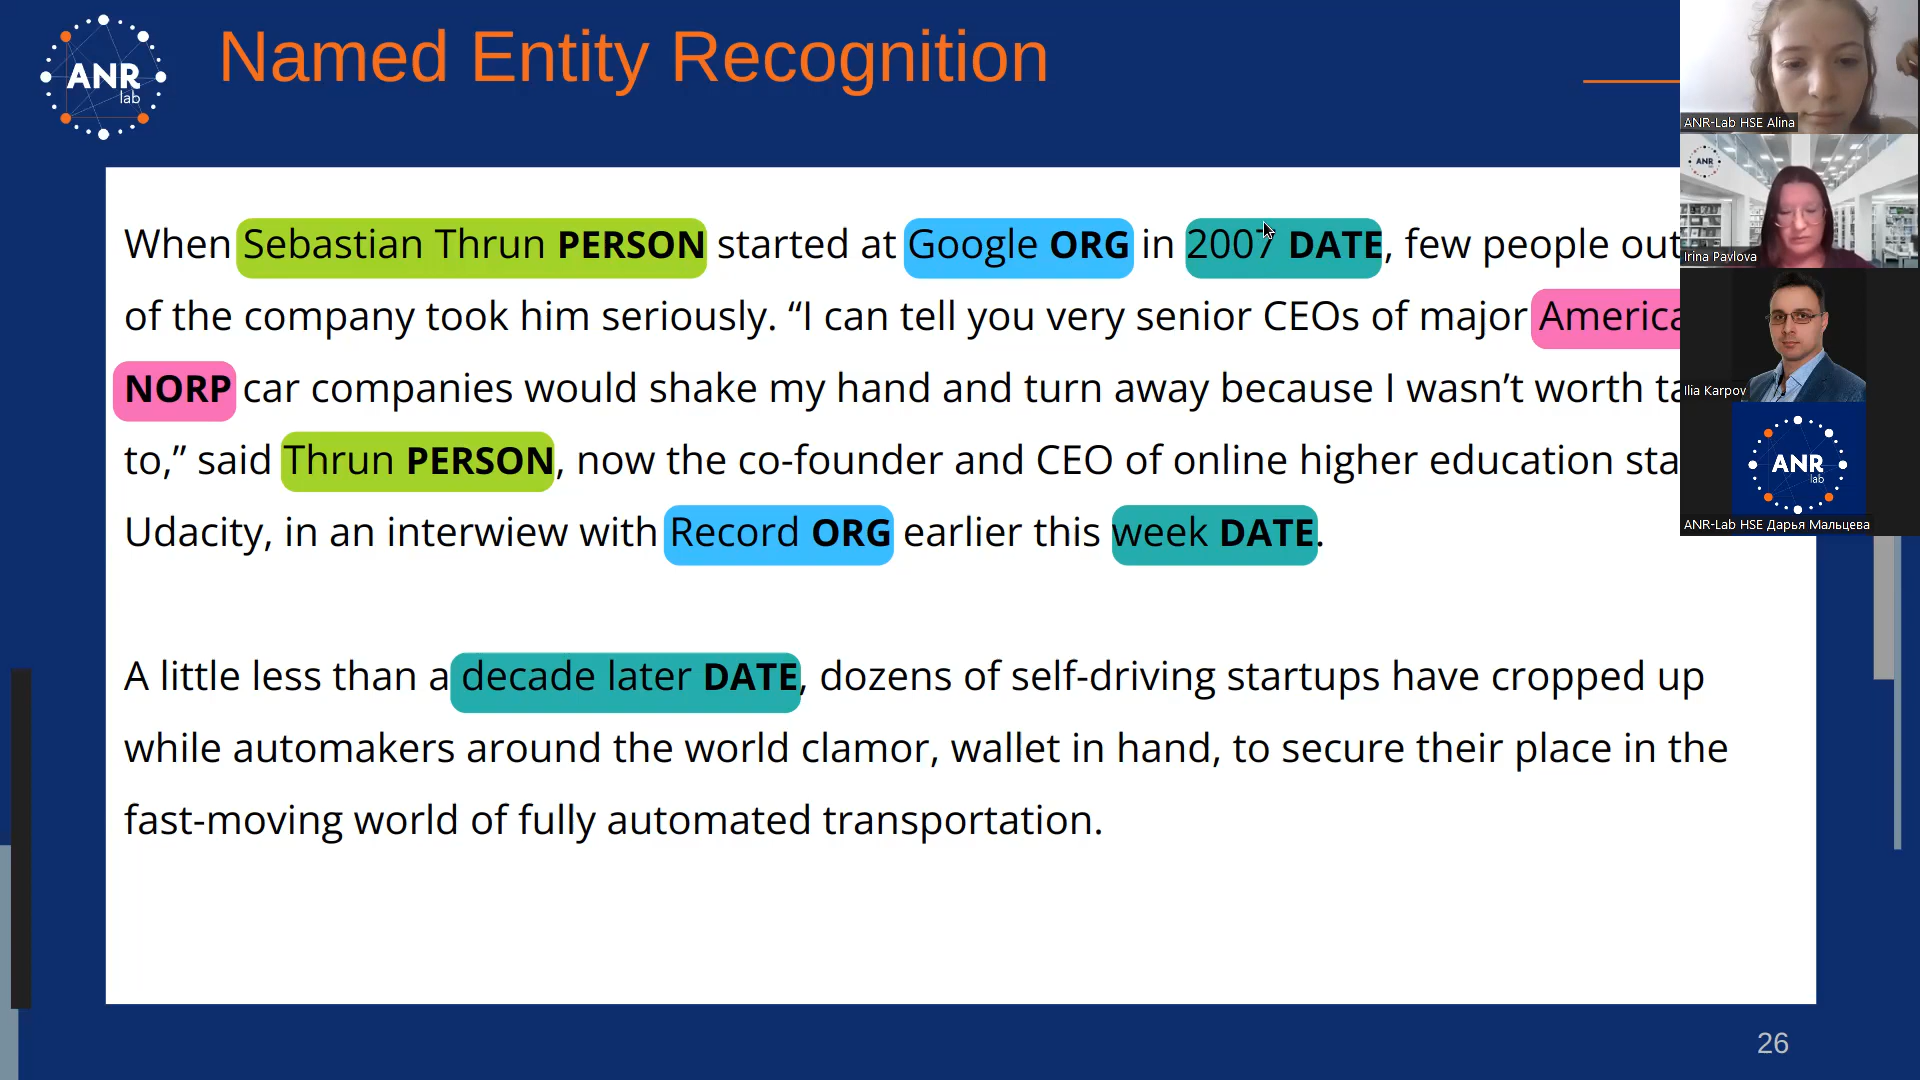 ANR
lab
Named Entity Recognition
When Sebastian Thrun PERSON started at Google ORG in 2007 DATE, few people out
of the company took him seriously. “I can tell you very senior CEOs of major America
NORP car companies would shake my hand and turn away because I wasn’t worth ta
to,” said Thrun PERSON, now the co-founder and CEO of online higher education sta
Udacity, in an interwiew with Record ORG earlier this week DATE.
A little less than a decade later DATE, dozens of self-driving startups have cropped up
while automakers around the world clamor, wallet in hand, to secure their place in the
fast-moving world of fully automated transportation.
26
ANR-Lab HSE Alina
ANR
Irina Pavlova
Ilia Karpov
ANR
lab
ANR-Lab HSE Дарья Мальцева